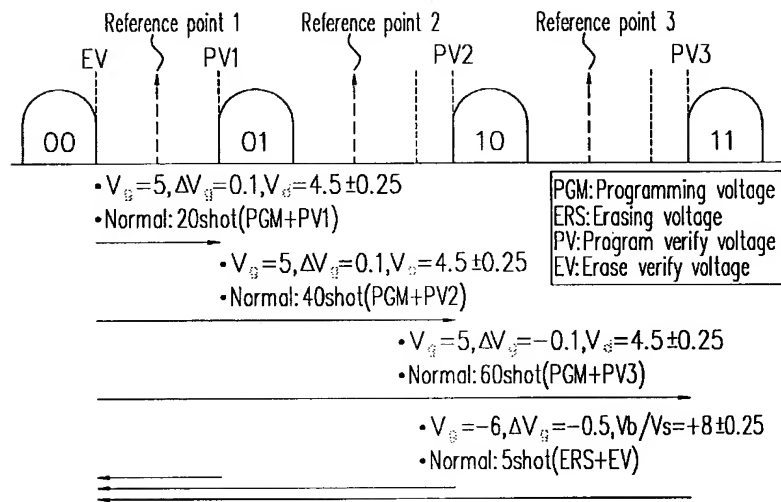 Reference point 1 Reference point 2 Reference point 3
EV PV1 PV2 PV3
00 01 10 11
•Vg=5,ΔVg=0.1,Vd=4.5±0.25
•Normal:20shot(PGM+PV1)
PGM:Programming voltage
ERS:Erasing voltage
PV:Program verify voltage
EV:Erase verify voltage
•Vg=5,ΔVg=0.1,Ve=4.5±0.25
•Normal:40shot(PGM+PV2)
•Vg=5,ΔVg=-0.1,Vd=4.5±0.25
•Normal:60shot(PGM+PV3)
•Vg=-6,ΔVg=-0.5,Vb/Vs=+8±0.25
•Normal:5shot(ERS+EV)